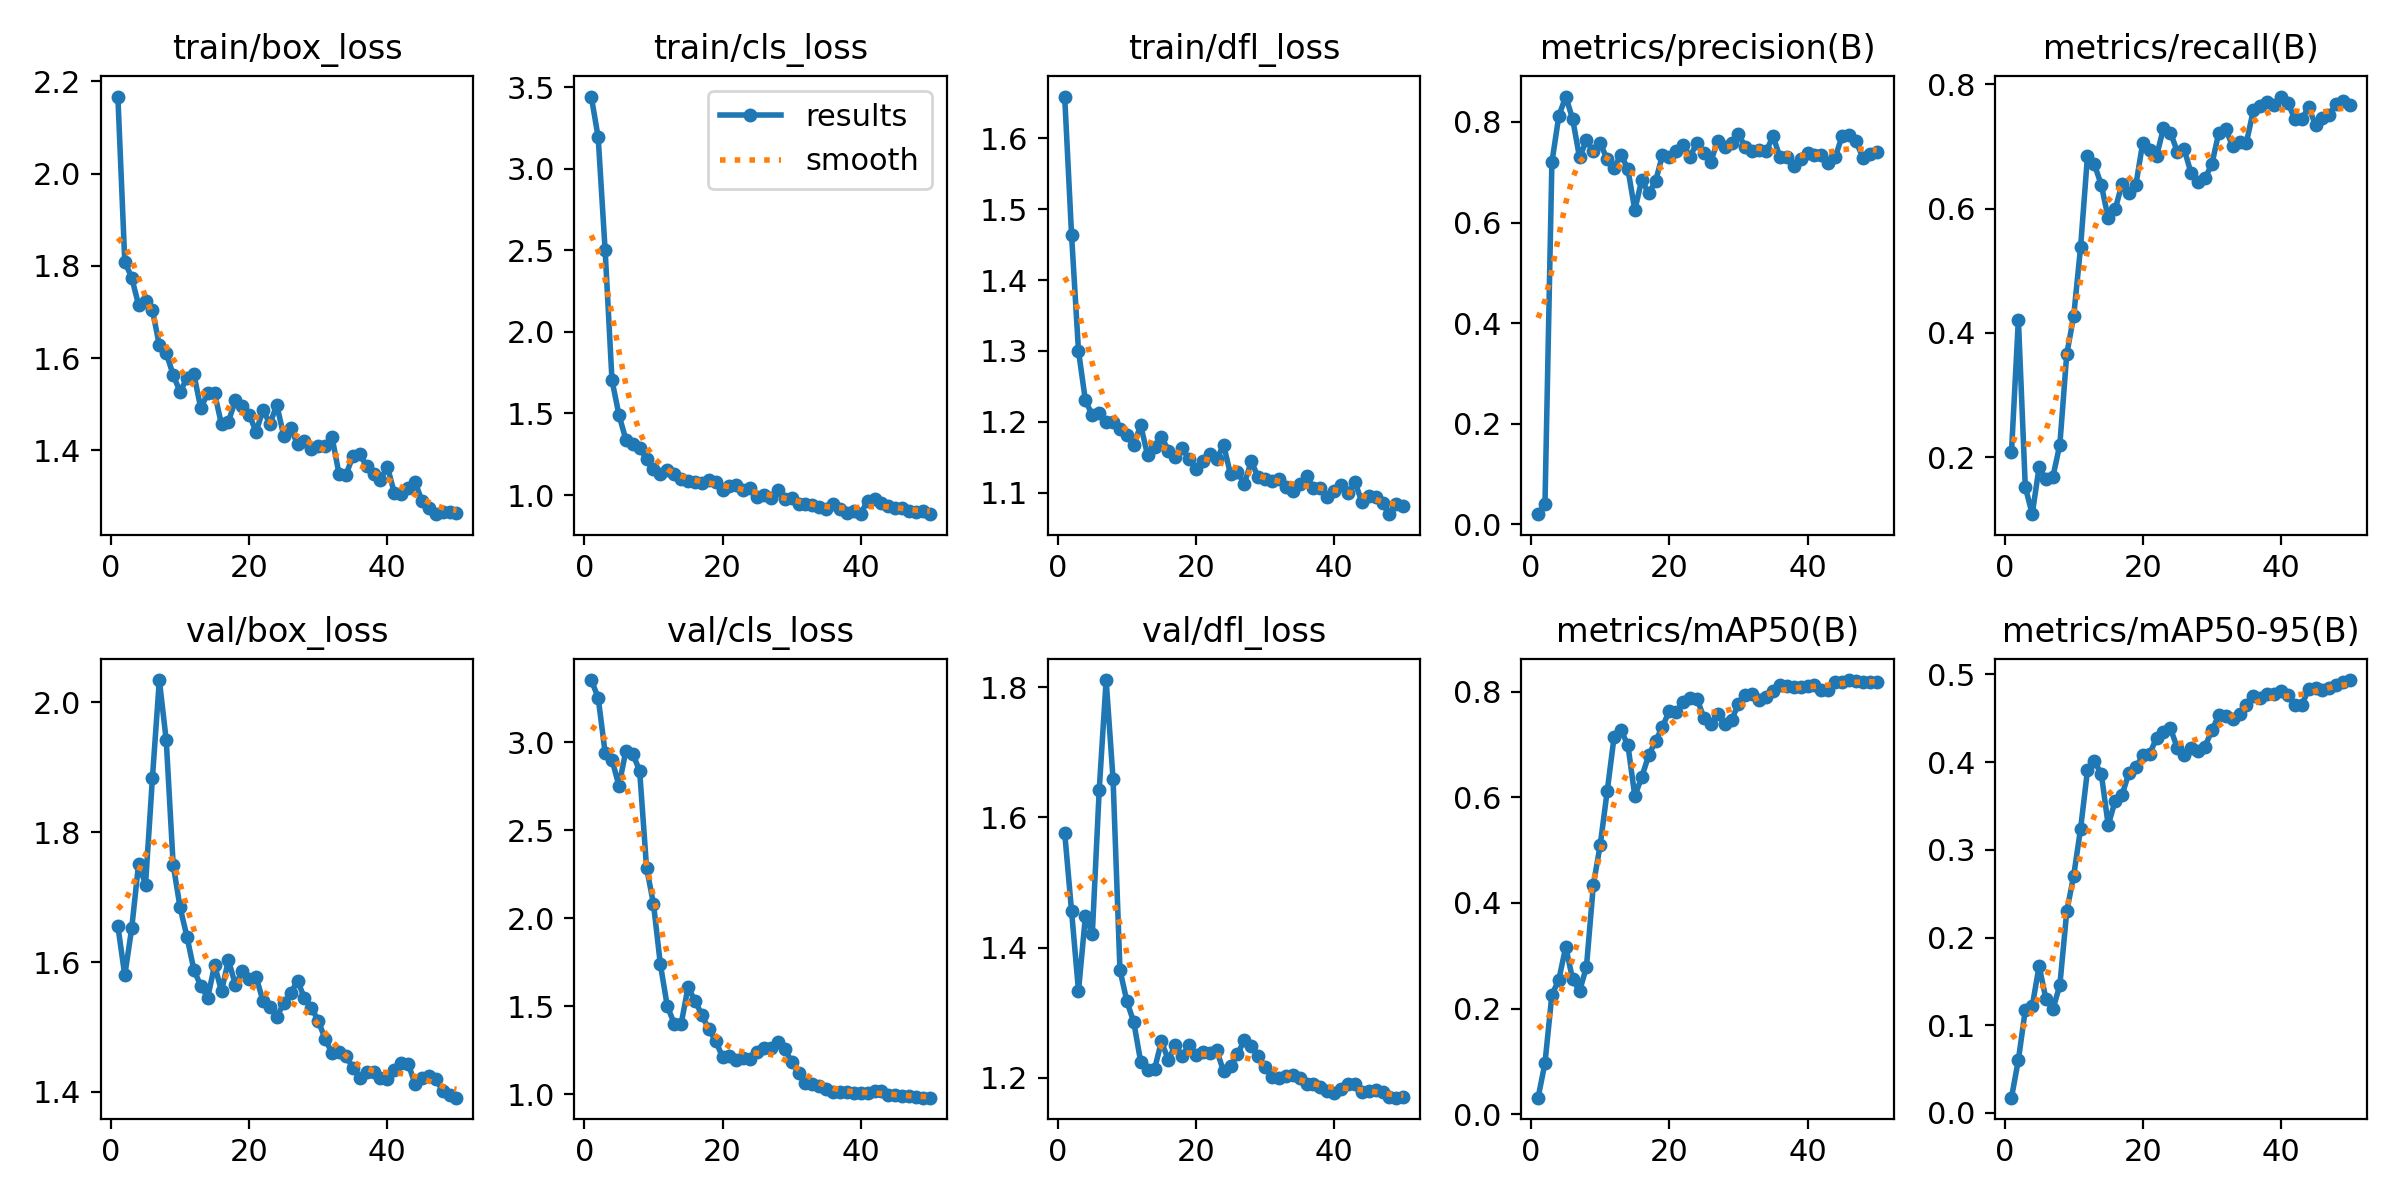 train/box_loss
2.2
2.0
1.8
1.6
1.4
0 20 40
train/cls_loss
results
smooth
3.5
3.0
2.5
2.0
1.5
1.0
0 20 40
train/dfl_loss
1.6
1.5
1.4
1.3
1.2
1.1
0 20 40
metrics/precision(B)
0.8
0.6
0.4
0.2
0.0
0 20 40
metrics/recall(B)
0.8
0.6
0.4
0.2
0 20 40
val/box_loss
2.0
1.8
1.6
1.4
0 20 40
val/cls_loss
3.0
2.5
2.0
1.5
1.0
0 20 40
val/dfl_loss
1.8
1.6
1.4
1.2
0 20 40
metrics/mAP50(B)
0.8
0.6
0.4
0.2
0.0
0 20 40
metrics/mAP50-95(B)
0.5
0.4
0.3
0.2
0.1
0.0
0 20 40